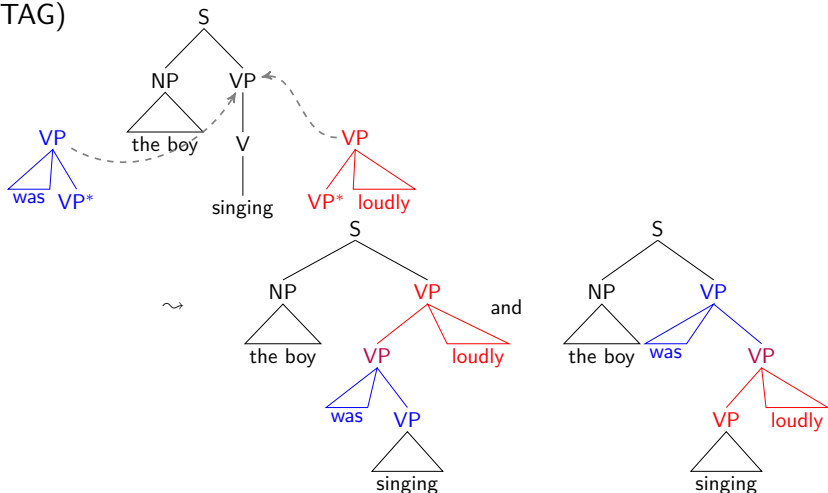 TAG)
S
NP VP
the boy V
VP VP
was VP* singing VP* loudly
S S
⤳ NP VP and NP VP
the boy loudly the boy was
VP VP
was VP VP loudly
singing singing